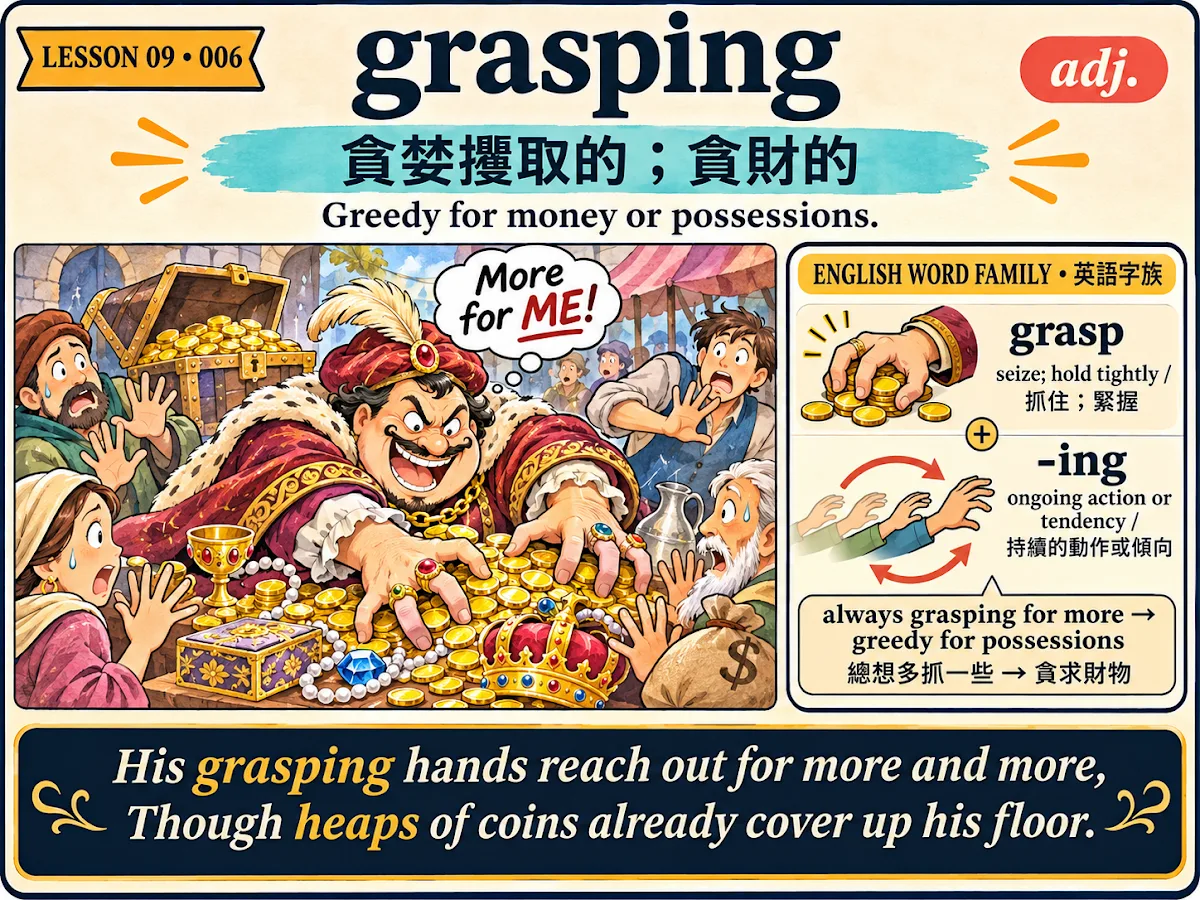 LESSON 09 • 006
grasping
adj.
貪婪攫取的；貪財的
Greedy for money or possessions.
More
for ME!
$
ENGLISH WORD FAMILY • 英語字族
grasp
seize; hold tightly /
抓住；緊握
+
-ing
ongoing action or
tendency /
持續的動作或傾向
always grasping for more →
greedy for possessions
總想多抓一些 → 貪求財物
His grasping hands reach out for more and more,
Though heaps of coins already cover up his floor.